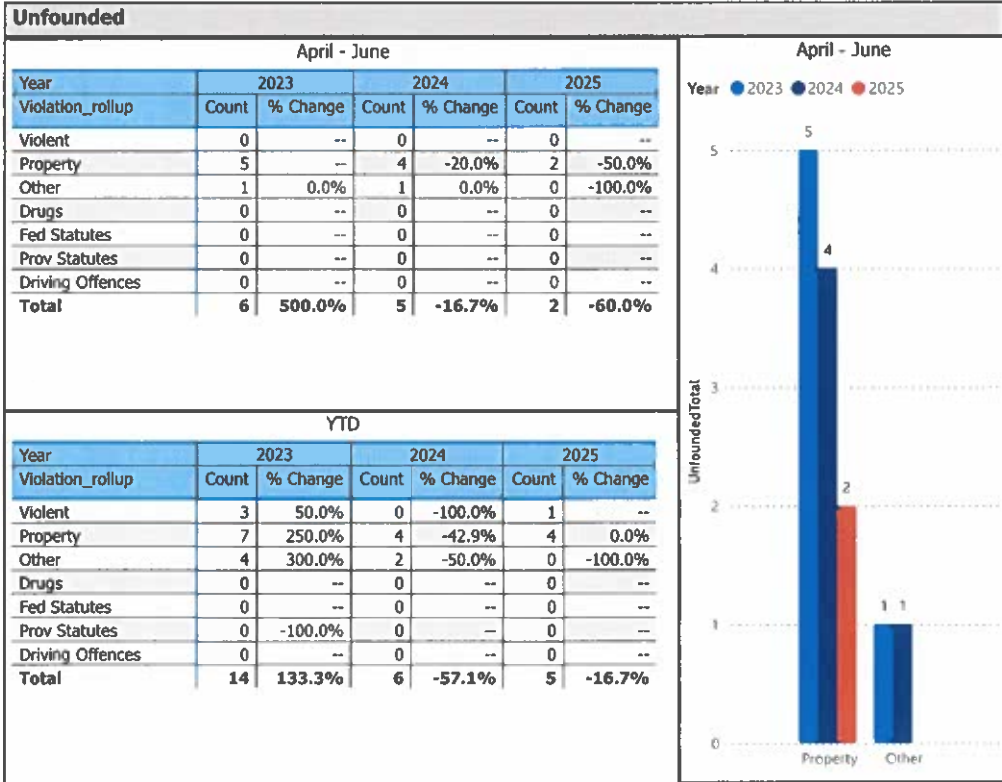 Unfounded
April - June
Year 2023 2024 2025
Violation_rollup Count % Change Count % Change Count % Change
Violent 0 -- 0 -- 0 --
Property 5 -- 4 -20.0% 2 -50.0%
Other 1 0.0% 1 0.0% 0 -100.0%
Drugs 0 -- 0 -- 0 --
Fed Statutes 0 -- 0 -- 0 --
Prov Statutes 0 -- 0 -- 0 --
Driving Offences 0 -- 0 -- 0 --
Total 6 500.0% 5 -16.7% 2 -60.0%
YTD
Year 2023 2024 2025
Violation_rollup Count % Change Count % Change Count % Change
Violent 3 50.0% 0 -100.0% 1 --
Property 7 250.0% 4 -42.9% 4 0.0%
Other 4 300.0% 2 -50.0% 0 -100.0%
Drugs 0 -- 0 -- 0 --
Fed Statutes 0 -- 0 -- 0 --
Prov Statutes 0 -100.0% 0 -- 0 --
Driving Offences 0 -- 0 -- 0 --
Total 14 133.3% 6 -57.1% 5 -16.7%
April - June
Year 2023 2024 2025
UnfoundedTotal
5
4
3
2
1
0
5
4
2
1 1
Property Other